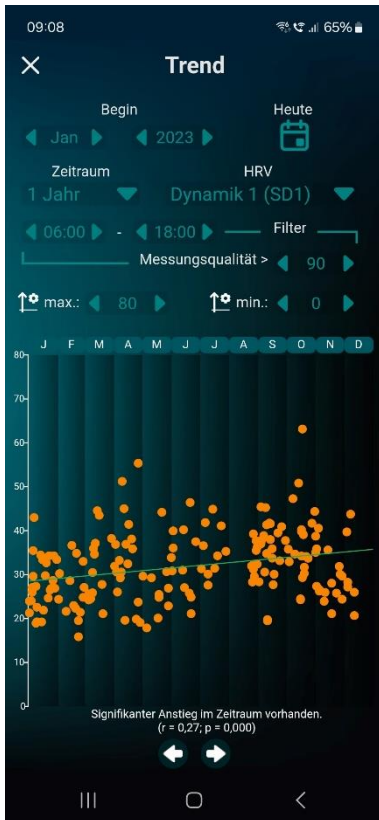 09:08 65%
Trend
Begin Heute
Jan 2023
Zeitraum HRV
1 Jahr Dynamik 1 (SD1)
06:00 - 18:00 Filter
Messungsqualität > 90
max.: 80 min.: 0
J F M A M J J A S O N D
80
70
60
50
40
30
20
10
0
Signifikanter Anstieg im Zeitraum vorhanden.
(r = 0,27; p = 0,000)